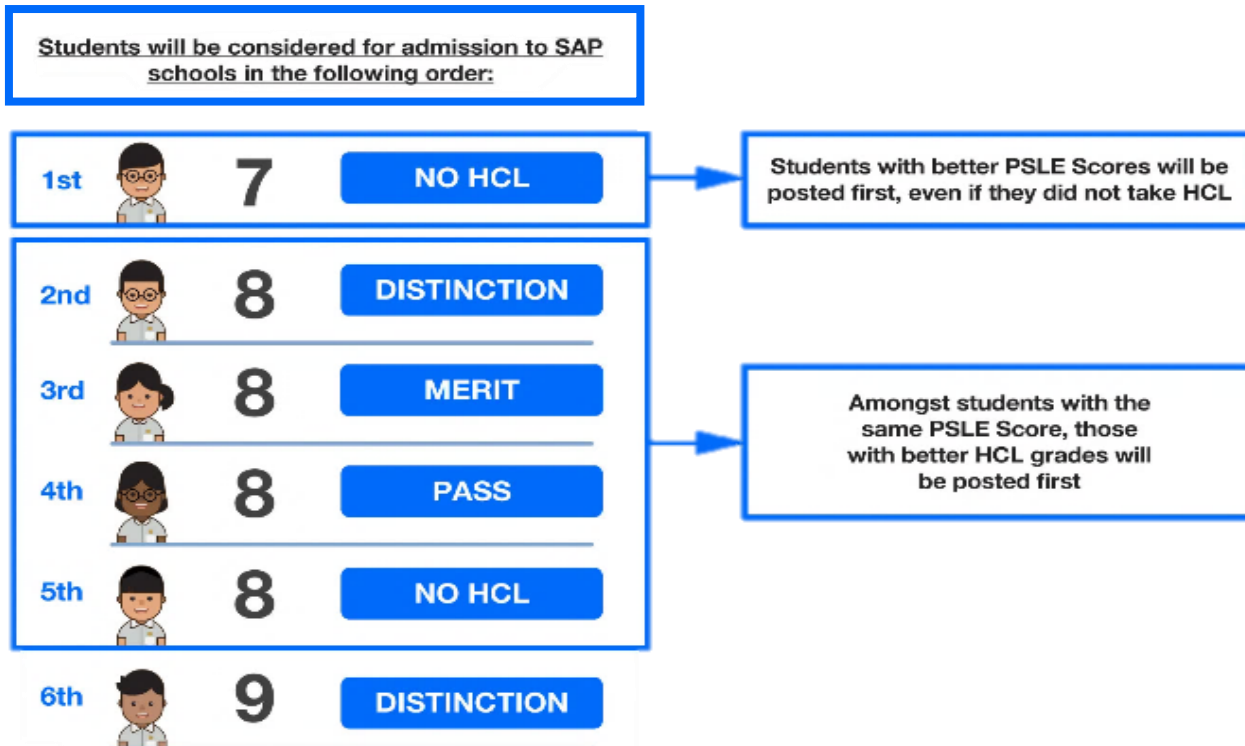 Students will be considered for admission to SAP
schools in the following order:
1st 7 NO HCL
Students with better PSLE Scores will be
posted first, even if they did not take HCL
2nd 8 DISTINCTION
3rd 8 MERIT
4th 8 PASS
5th 8 NO HCL
Amongst students with the
same PSLE Score, those
with better HCL grades will
be posted first
6th 9 DISTINCTION